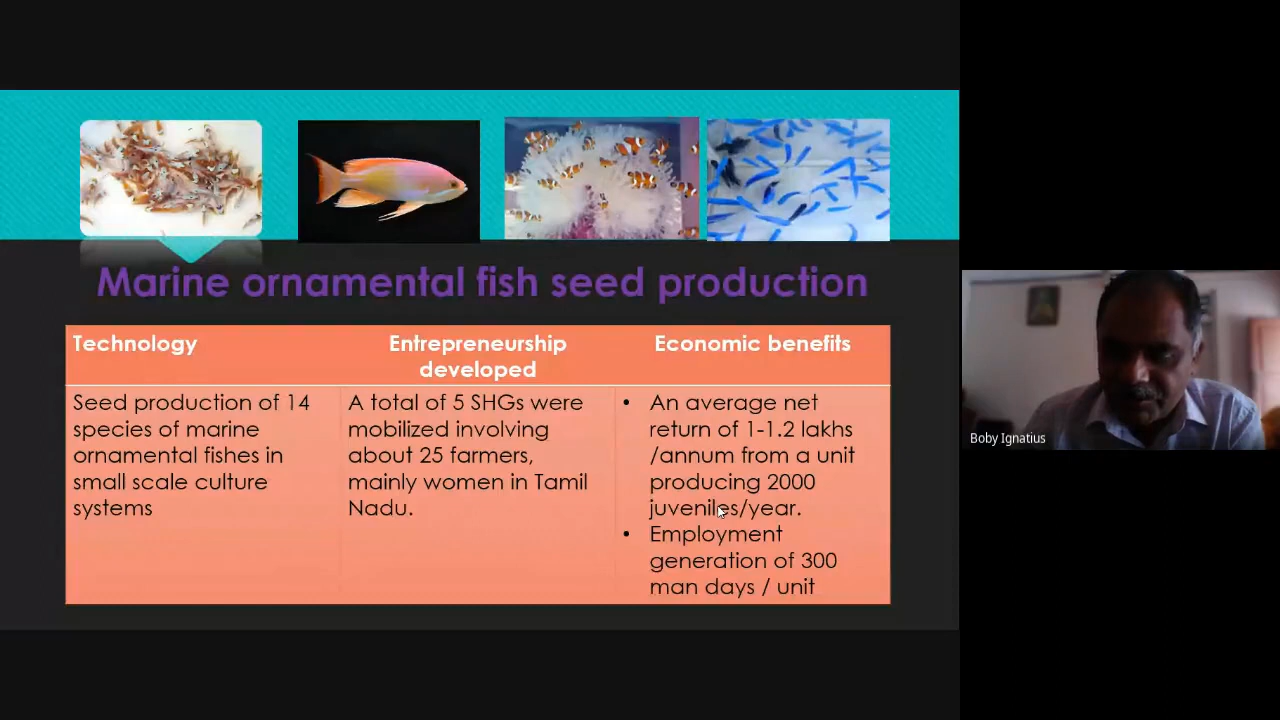 Marine ornamental fish seed production
Technology
Entrepreneurship
developed
Economic benefits
Seed production of 14
species of marine
ornamental fishes in
small scale culture
systems
A total of 5 SHGs were
mobilized involving
about 25 farmers,
mainly women in Tamil
Nadu.
• An average net
return of 1-1.2 lakhs
/annum from a unit
producing 2000
juveniles/year.
• Employment
generation of 300
man days / unit
Boby Ignatius